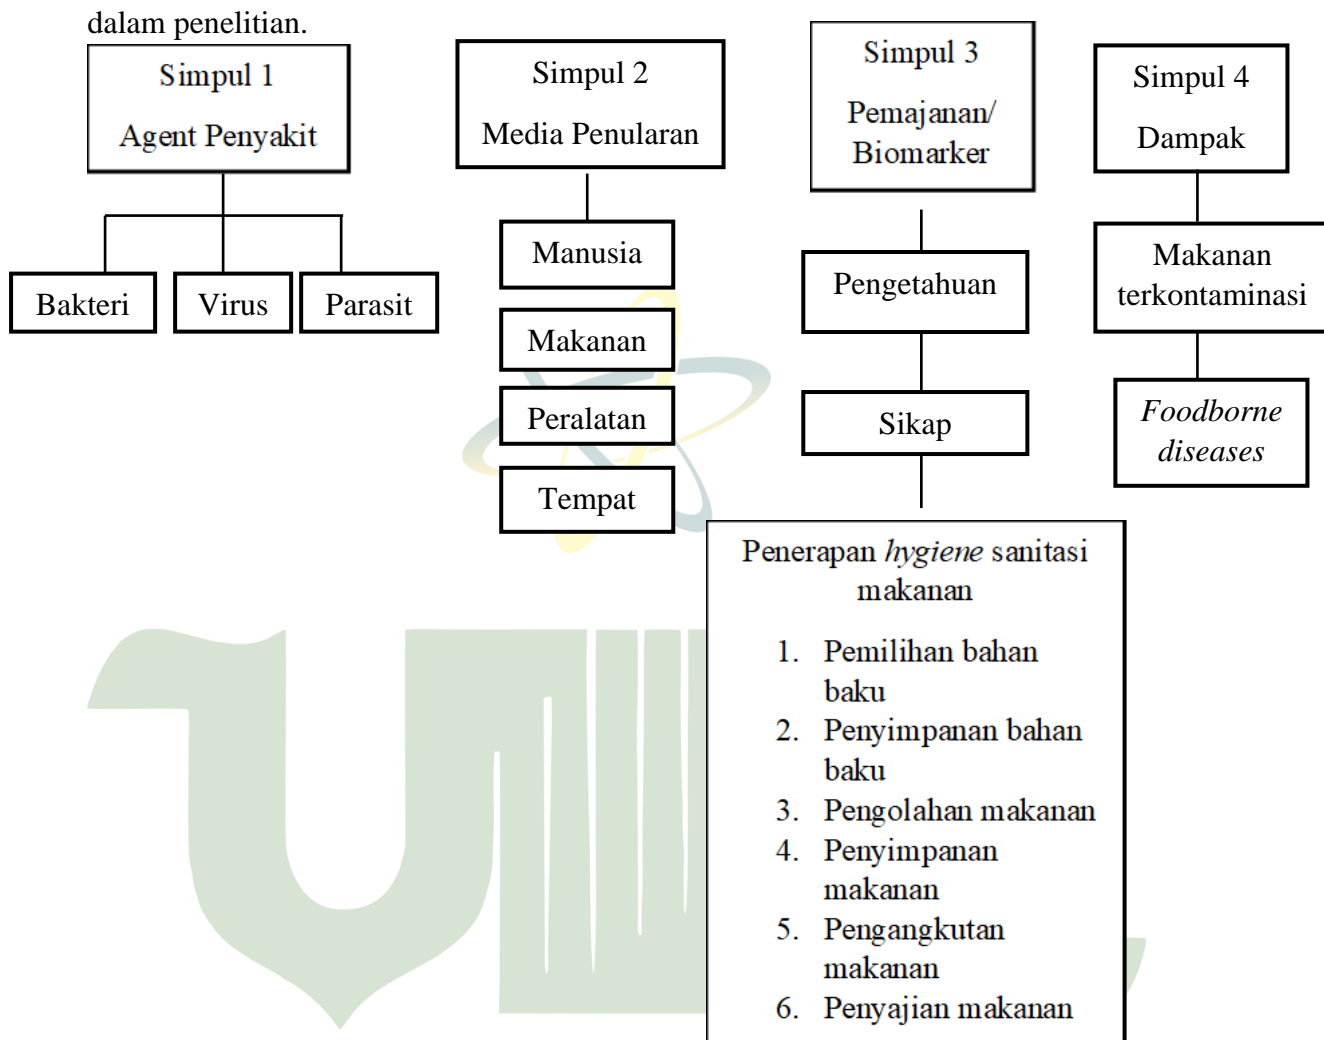 dalam penelitian.
Simpul 1
Agent Penyakit
Bakteri
Virus
Parasit
Simpul 2
Media Penularan
Manusia
Makanan
Peralatan
Tempat
Simpul 3
Pemajanan/
Biomarker
Pengetahuan
Sikap
Penerapan hygiene sanitasi
makanan
1. Pemilihan bahan
baku
2. Penyimpanan bahan
baku
3. Pengolahan makanan
4. Penyimpanan
makanan
5. Pengangkutan
makanan
6. Penyajian makanan
Simpul 4
Dampak
Makanan
terkontaminasi
Foodborne
diseases